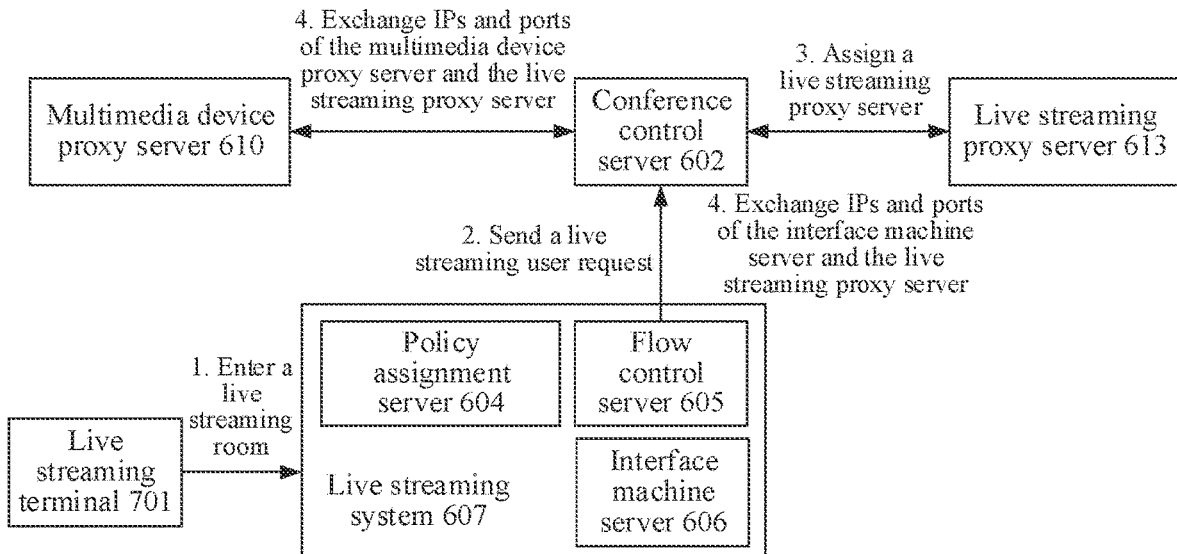 4. Exchange IPs and ports
of the multimedia device
proxy server and the live
streaming proxy server
3. Assign a
live streaming
proxy server
Multimedia device
proxy server 610
Conference
control
server 602
Live streaming
proxy server 613
2. Send a live
streaming user request
4. Exchange IPs and ports
of the interface machine
server and the live
streaming proxy server
1. Enter a
live
streaming
room
Policy
assignment
server 604
Flow
control
server 605
Live
streaming
terminal 701
Live streaming
system 607
Interface
machine
server 606